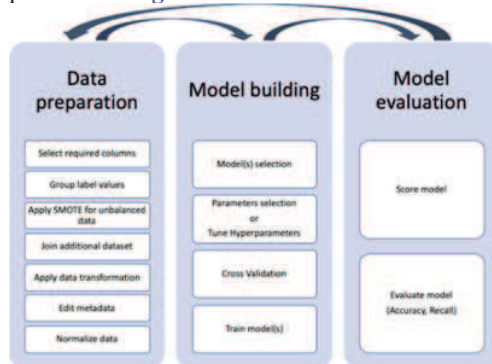 Data
preparation
Select required columns
Group label values
Apply SMOTE for unbalanced
data
Join additional dataset
Apply data transformation
Edit metadata
Normalize data
Model building
Model(s) selection
Parameters selection
or
Tune Hyperparameters
Cross Validation
Train model(s)
Model
evaluation
Score model
Evaluate model
(Accuracy, Recall)